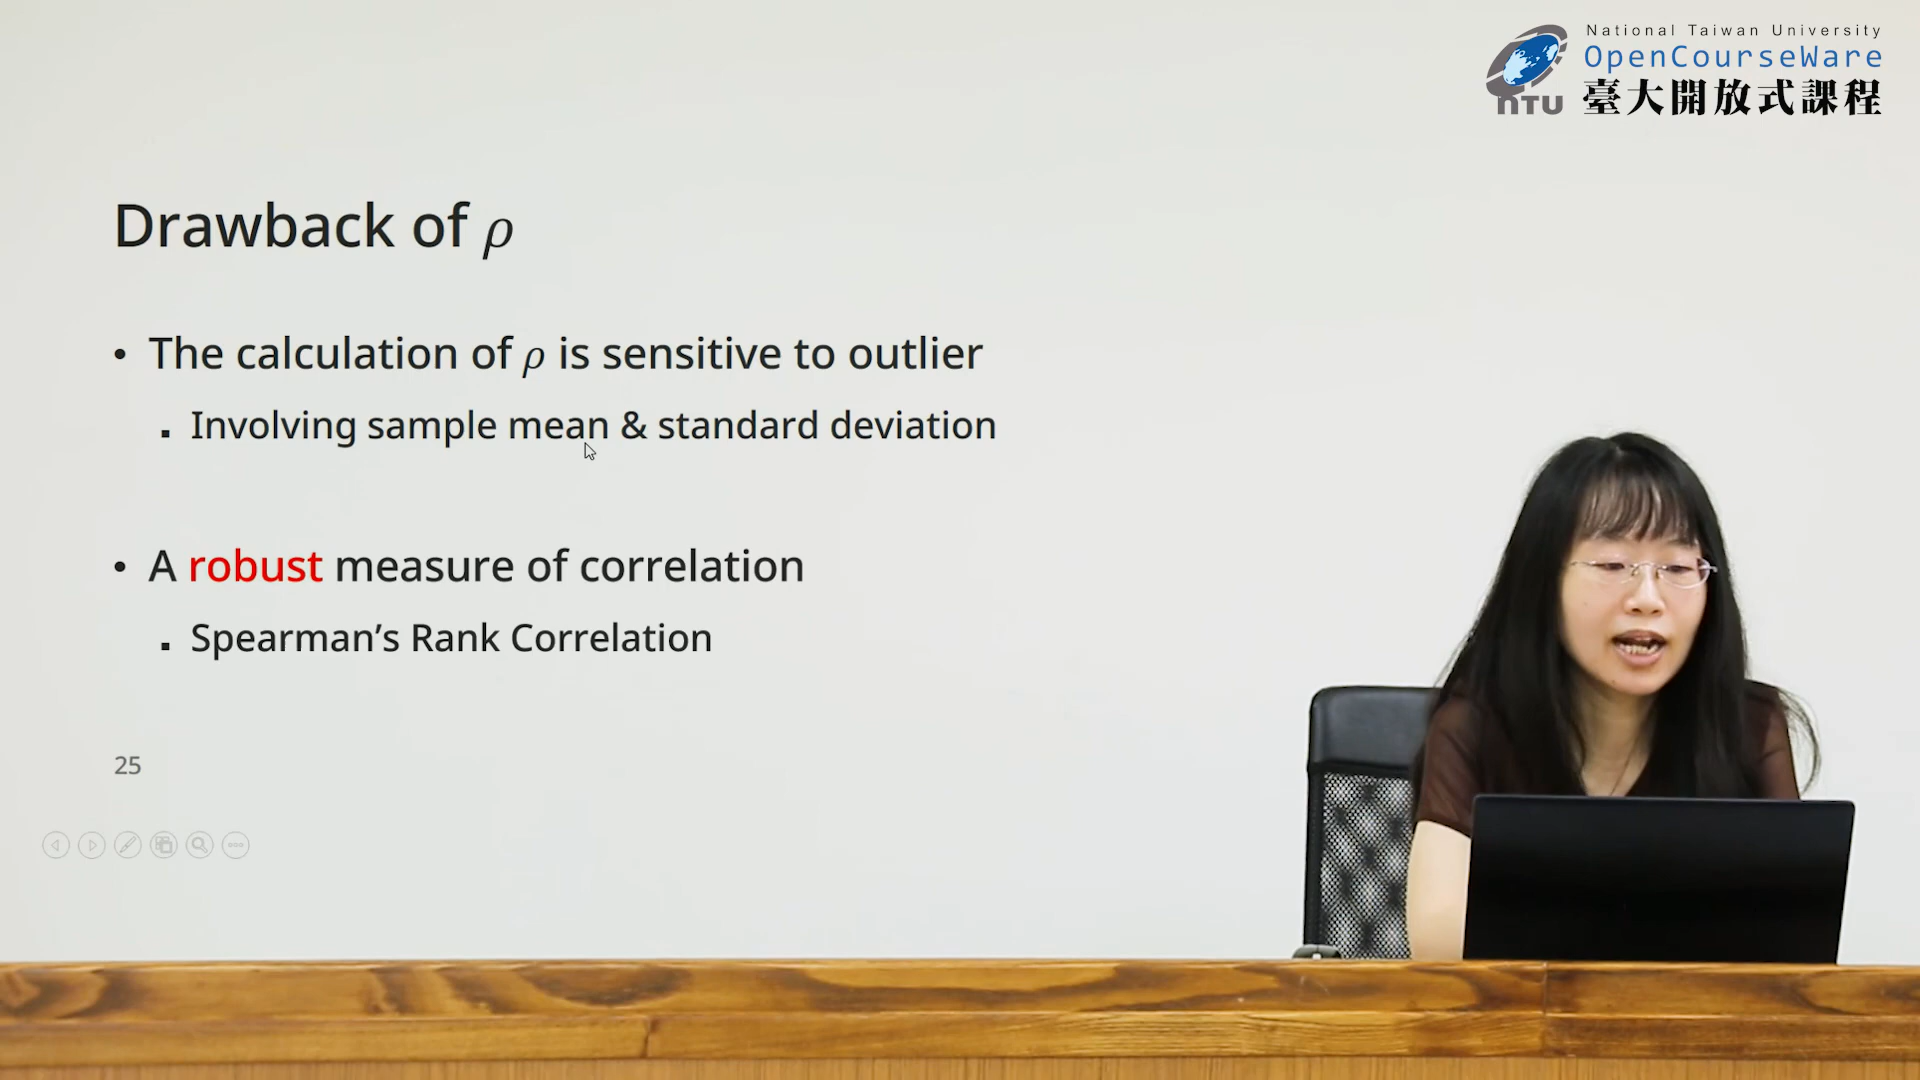 National Taiwan University
OpenCourseWare
NTU 臺大開放式課程
Drawback of ρ
• The calculation of ρ is sensitive to outlier
▪ Involving sample mean & standard deviation
• A robust measure of correlation
▪ Spearman’s Rank Correlation
25